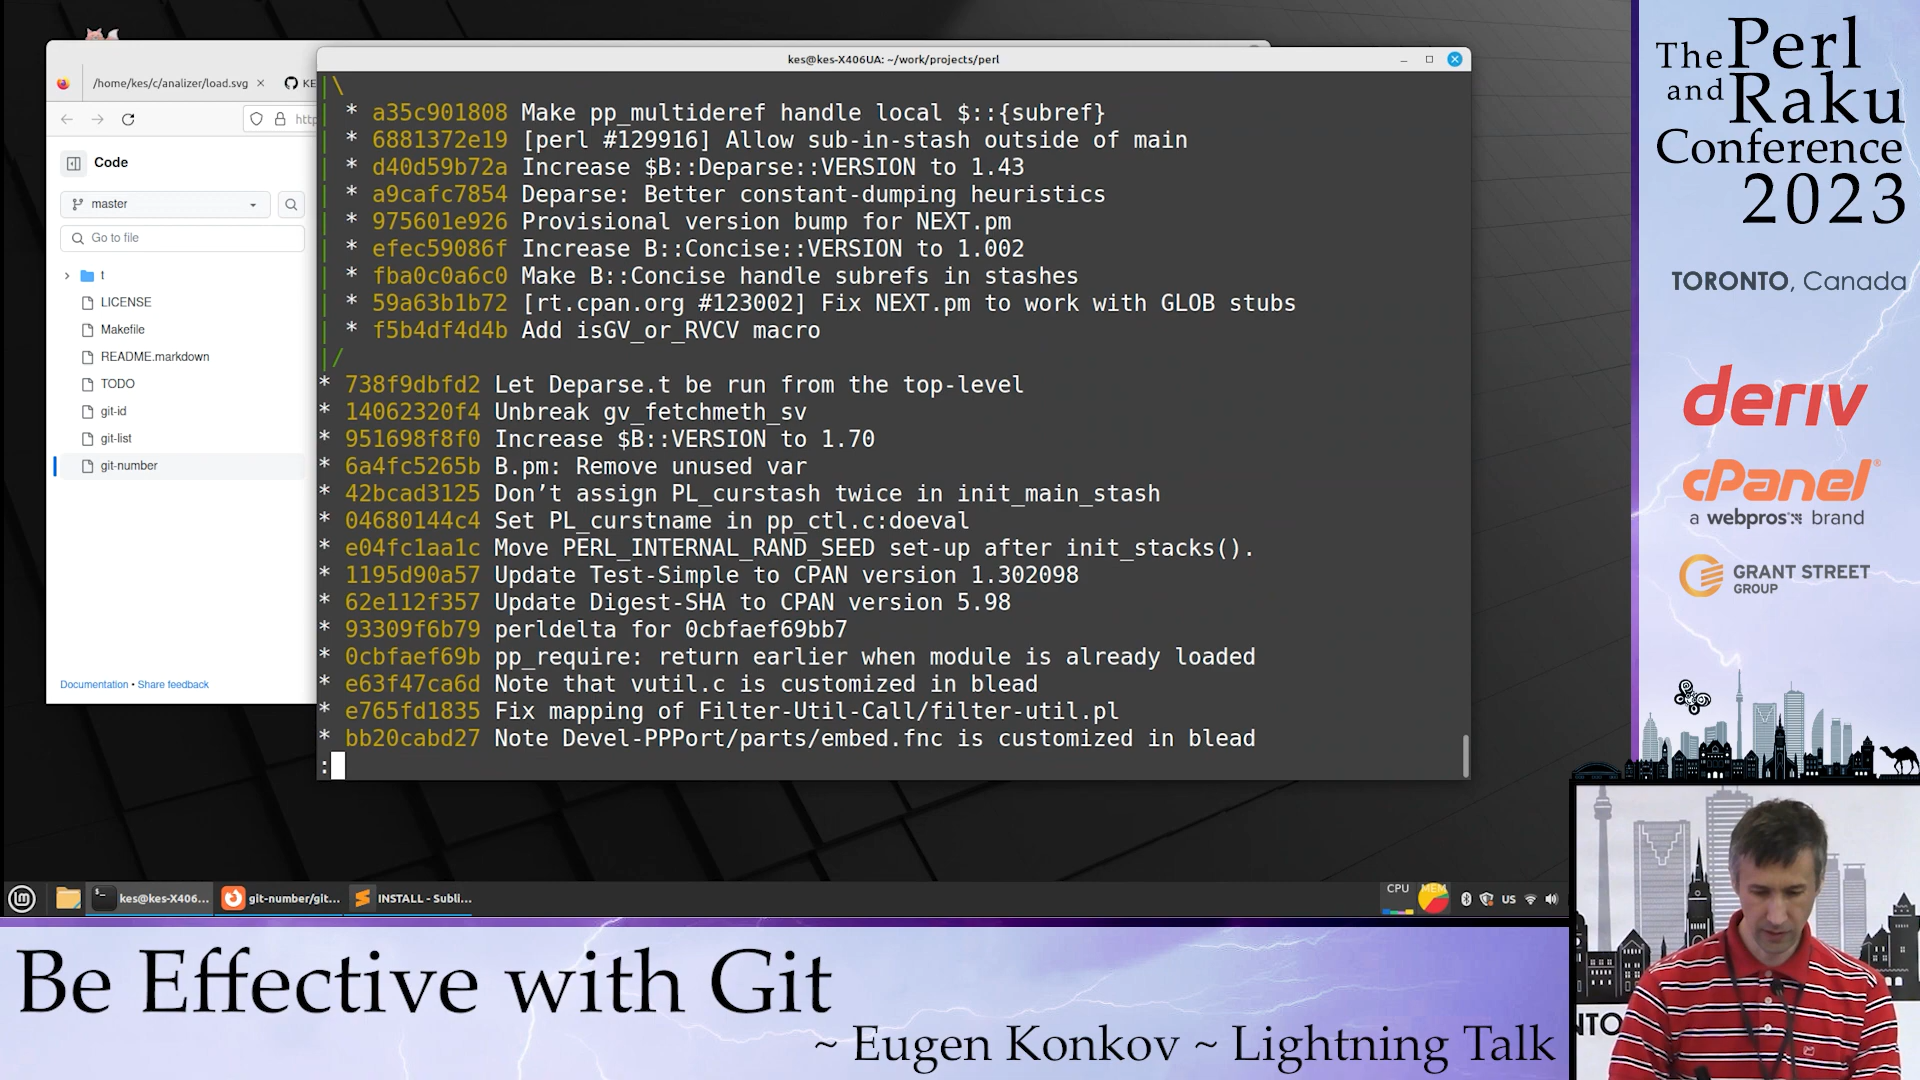 kes@kes-X406UA: ~/work/projects/perl
/home/kes/c/analizer/load.svg ×
KE
http
Code
master
Go to file
t
LICENSE
Makefile
README.markdown
TODO
git-id
git-list
git-number
Documentation • Share feedback
|\
| * a35c901808 Make pp_multideref handle local $::{subref}
| * 6881372e19 [perl #129916] Allow sub-in-stash outside of main
| * d40d59b72a Increase $B::Deparse::VERSION to 1.43
| * a9cafc7854 Deparse: Better constant-dumping heuristics
| * 975601e926 Provisional version bump for NEXT.pm
| * efec59086f Increase B::Concise::VERSION to 1.002
| * fba0c0a6c0 Make B::Concise handle subrefs in stashes
| * 59a63b1b72 [rt.cpan.org #123002] Fix NEXT.pm to work with GLOB stubs
| * f5b4df4d4b Add isGV_or_RVCV macro
|/
* 738f9dbfd2 Let Deparse.t be run from the top-level
* 14062320f4 Unbreak gv_fetchmeth_sv
* 951698f8f0 Increase $B::VERSION to 1.70
* 6a4fc5265b B.pm: Remove unused var
* 42bcad3125 Don’t assign PL_curstash twice in init_main_stash
* 04680144c4 Set PL_curstname in pp_ctl.c:doeval
* e04fc1aa1c Move PERL_INTERNAL_RAND_SEED set-up after init_stacks().
* 1195d90a57 Update Test-Simple to CPAN version 1.302098
* 62e112f357 Update Digest-SHA to CPAN version 5.98
* 93309f6b79 perldelta for 0cbfaef69bb7
* 0cbfaef69b pp_require: return earlier when module is already loaded
* e63f47ca6d Note that vutil.c is customized in blead
* e765fd1835 Fix mapping of Filter-Util-Call/filter-util.pl
* bb20cabd27 Note Devel-PPPort/parts/embed.fnc is customized in blead
:
kes@kes-X406...
git-number/git...
INSTALL - Subli...
CPU
MEM
US
The Perl
and Raku
Conference
2023
TORONTO, Canada
deriv
cPanel®
a webpros brand
GRANT STREET
GROUP
NTO
Be Effective with Git
~ Eugen Konkov ~ Lightning Talk